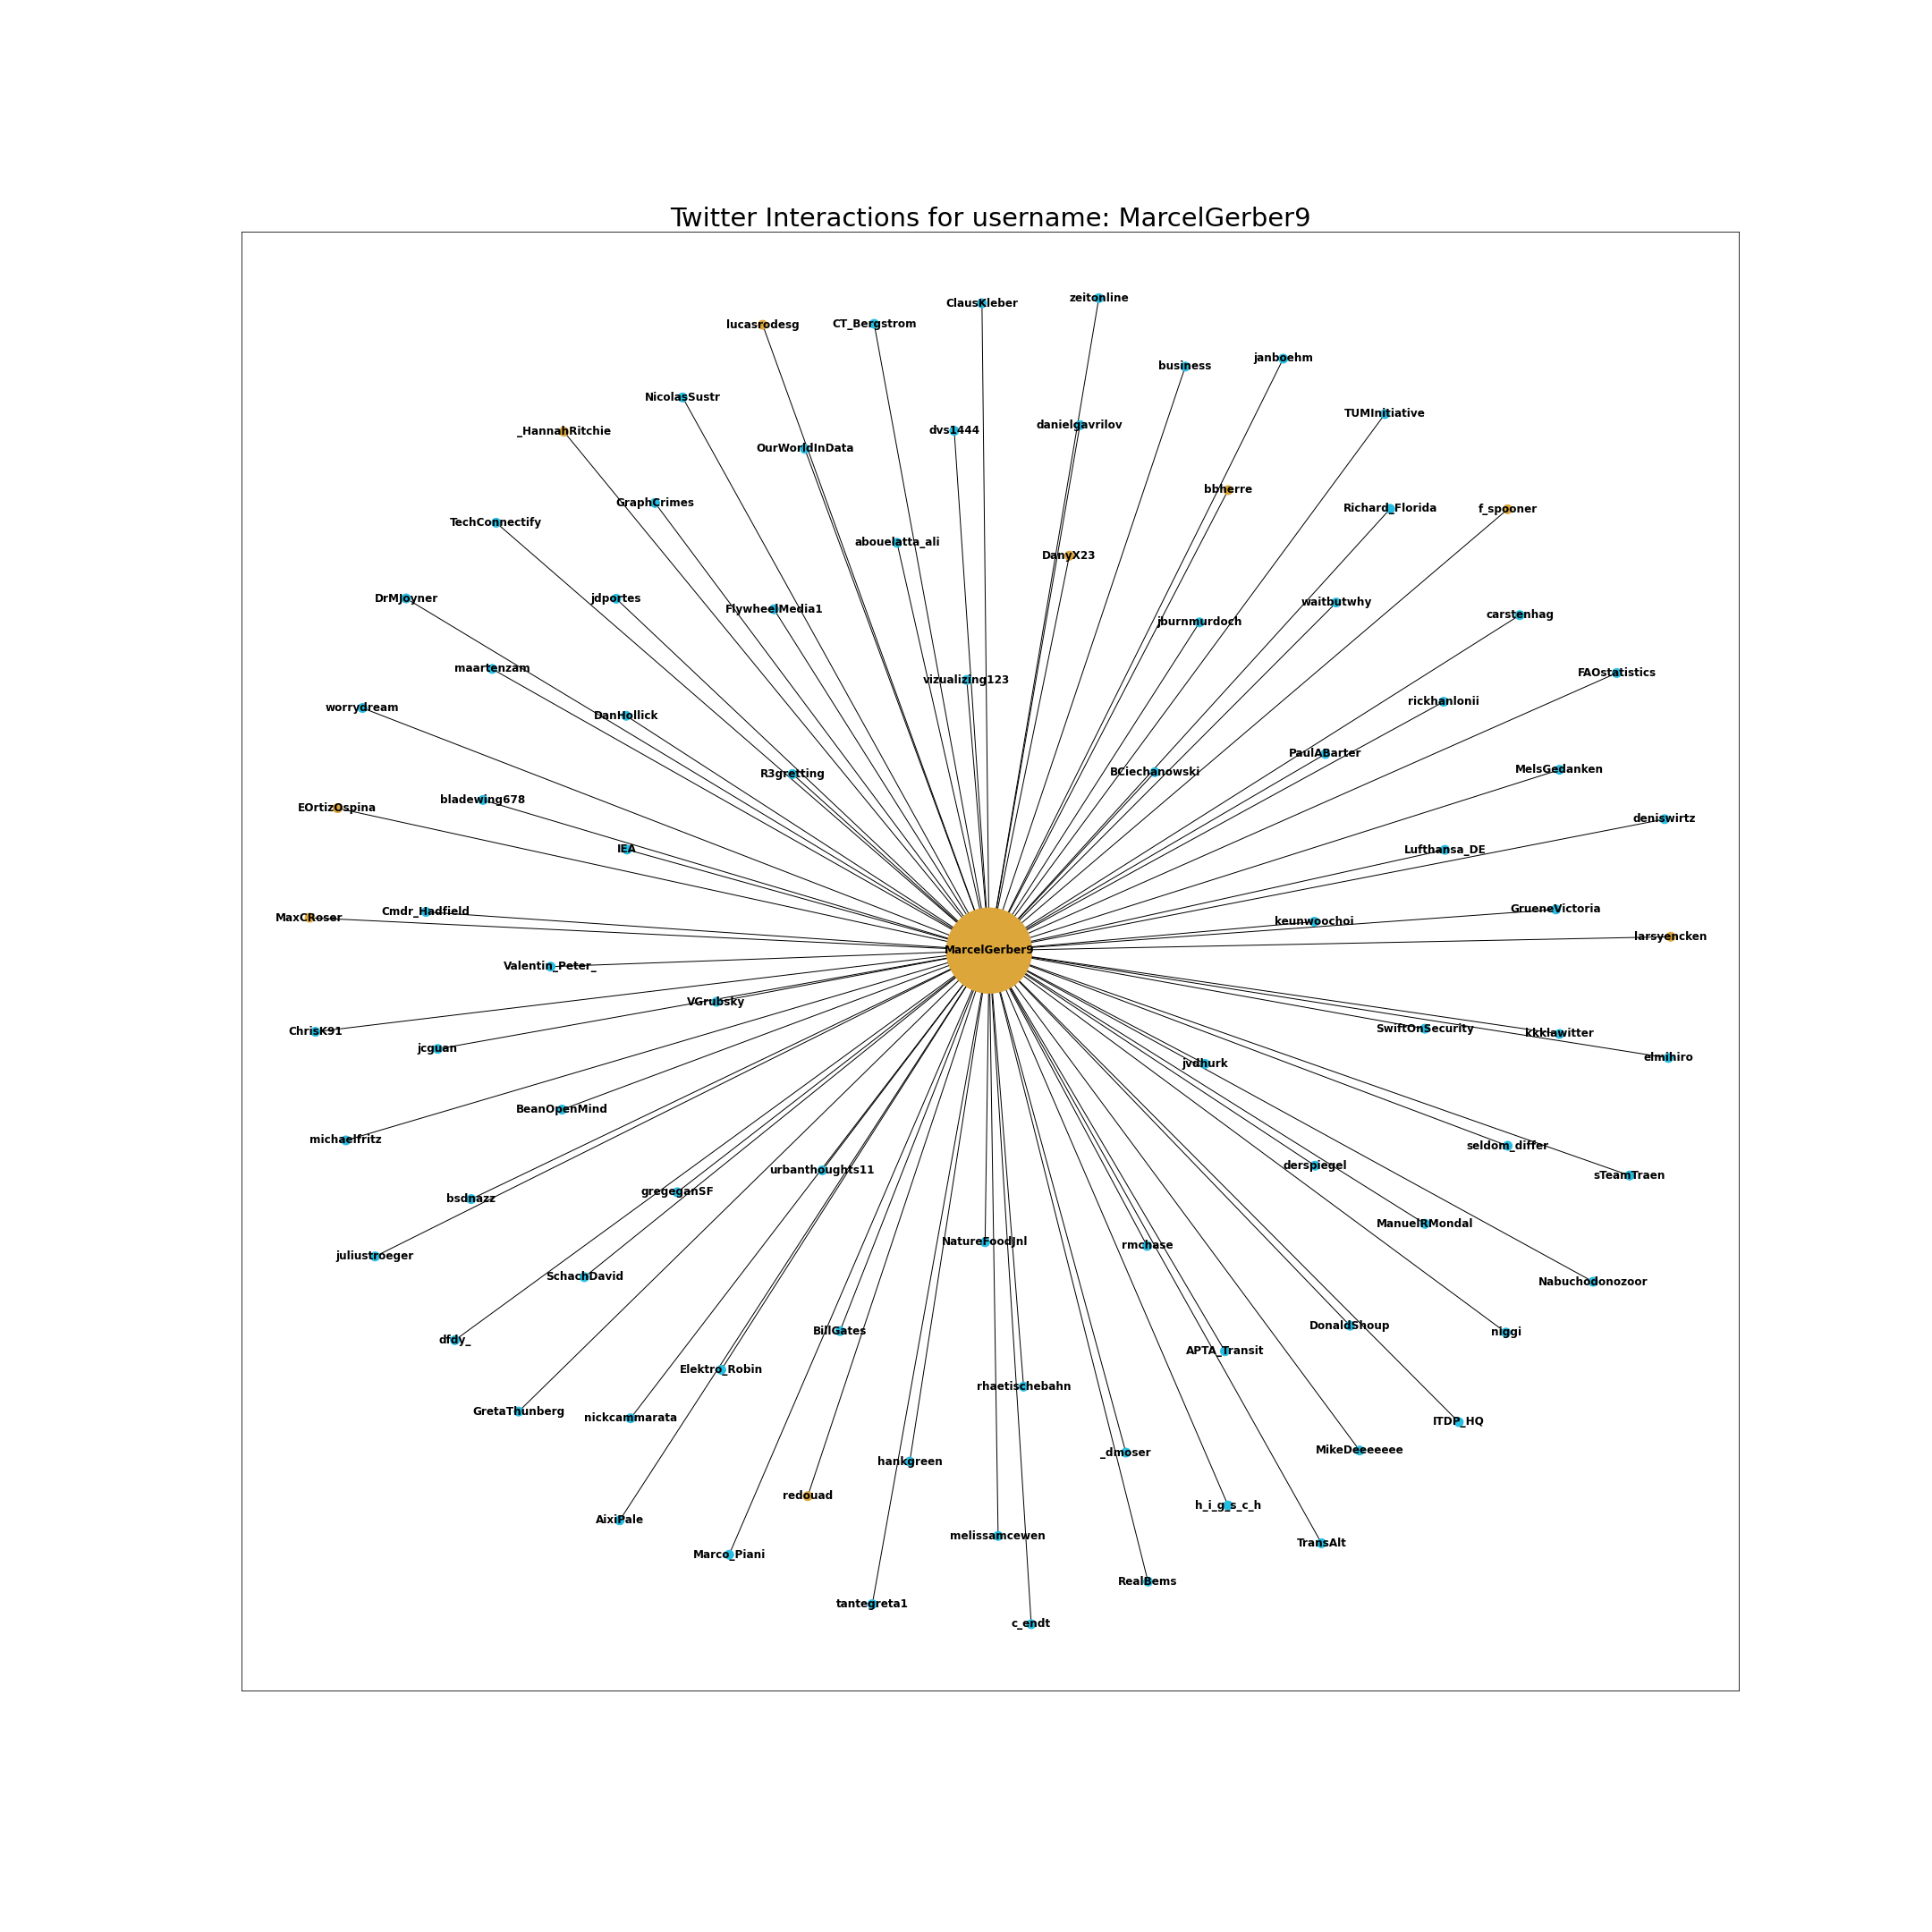 Twitter Interactions for username: MarcelGerber9
zeitonline
ClausKleber
lucasrodesg
CT_Bergstrom
janboehm
business
NicolasSustr
TUMInitiative
danielgavrilov
_HannahRitchie
dvs1444
OurWorldInData
bbherre
GraphCrimes
Richard_Florida
f_spooner
TechConnectify
abouelatta_ali
DanyX23
DrMJoyner
jdportes
waitbutwhy
FlywheelMedia1
carstenhag
jburnmurdoch
maartenzam
FAOstatistics
vizualizing123
rickhanlonii
worrydream
DanHollick
PaulABarter
MelsGedanken
BCiechanowski
R3gretting
bladewing678
EOrtizOspina
deniswirtz
IEA
Lufthansa_DE
GrueneVictoria
Cmdr_Hadfield
MaxCRoser
keunwoochoi
larsyencken
MarcelGerber9
Valentin_Peter_
VGrubsky
SwiftOnSecurity
ChrisK91
kkklawitter
jcguan
elmihiro
jvdhurk
BeanOpenMind
michaelfritz
seldom_differ
derspiegel
urbanthoughts11
sTeamTraen
gregeganSF
bsdnazz
ManuelRMondal
NatureFoodJnl
rmchase
juliustroeger
SchachDavid
Nabuchodonozoor
DonaldShoup
BillGates
niggi
dfdy_
APTA_Transit
Elektro_Robin
rhaetischebahn
GretaThunberg
nickcammarata
ITDP_HQ
MikeDeeeeeee
_dmoser
hankgreen
redouad
h_i_g_s_c_h
AixiPale
melissamcewen
TransAlt
Marco_Piani
RealBems
tantegreta1
c_endt